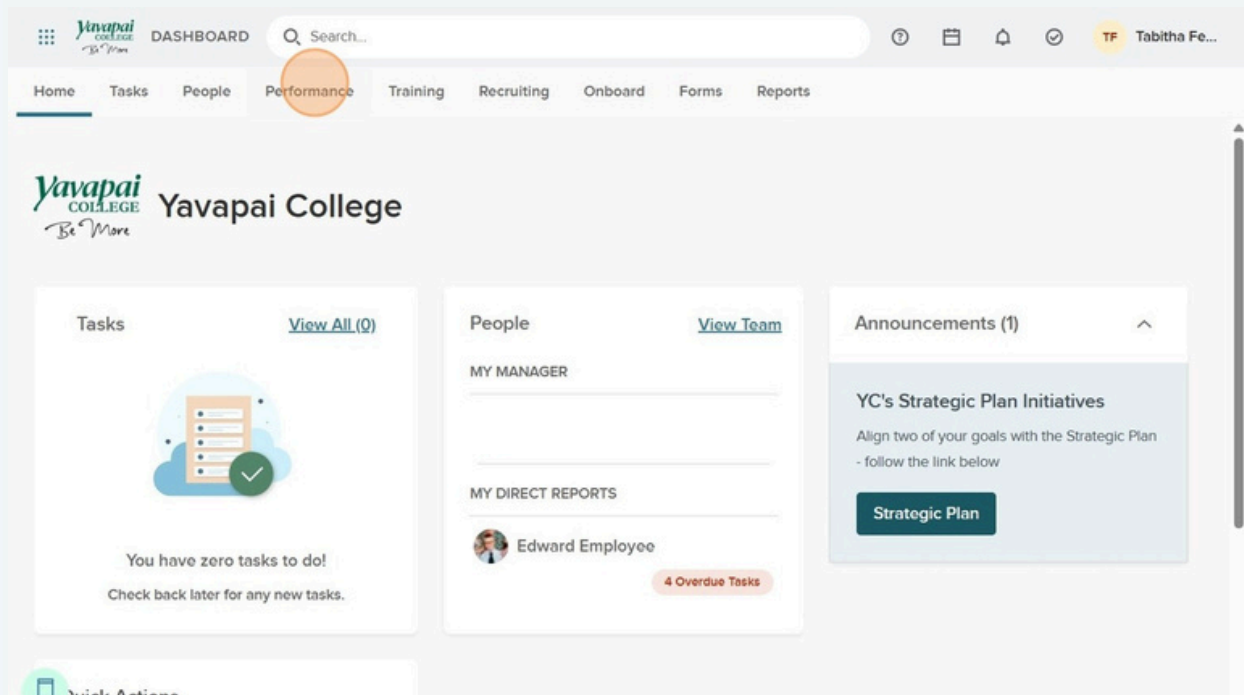 Yavapai
COLLEGE
Be More
DASHBOARD
Search...
TF
Tabitha Fe...
Home Tasks People Performance Training Recruiting Onboard Forms Reports
Yavapai
COLLEGE
Be More
Yavapai College
Tasks View All (0)
You have zero tasks to do!
Check back later for any new tasks.
People View Team
MY MANAGER
MY DIRECT REPORTS
Edward Employee
4 Overdue Tasks
Announcements (1)
YC's Strategic Plan Initiatives
Align two of your goals with the Strategic Plan
- follow the link below
Strategic Plan
Quick Actions